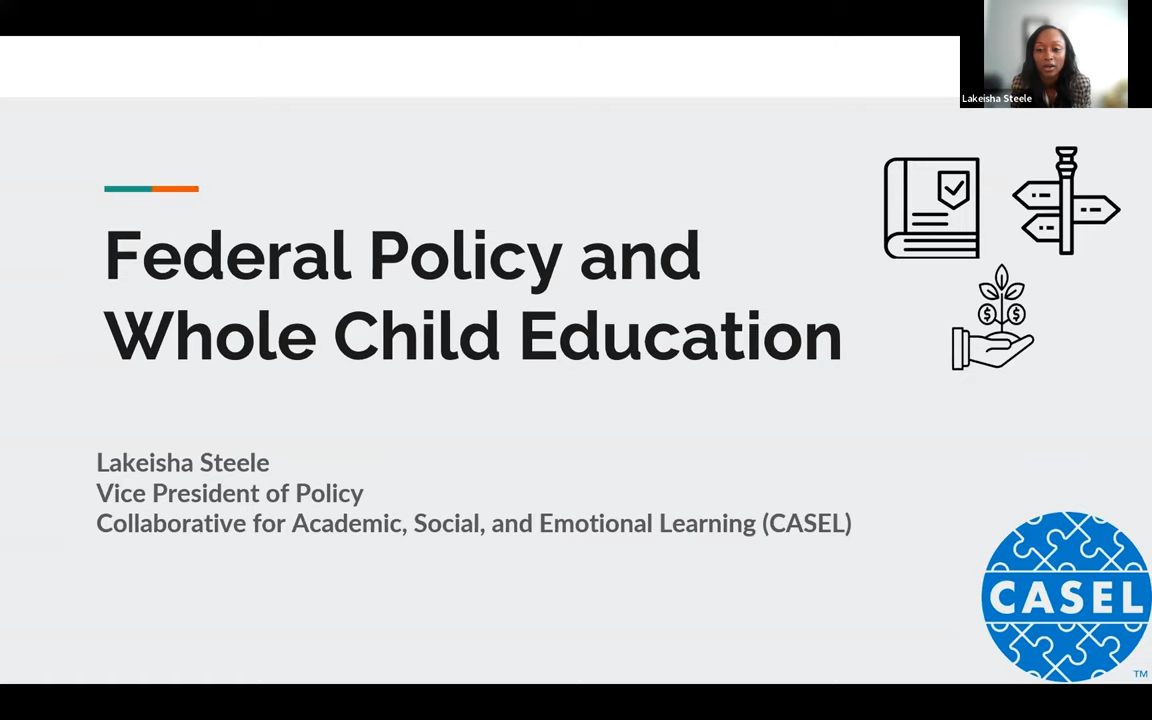 Lakeisha Steele
Federal Policy and
Whole Child Education
Lakeisha Steele
Vice President of Policy
Collaborative for Academic, Social, and Emotional Learning (CASEL)
CASEL
TM